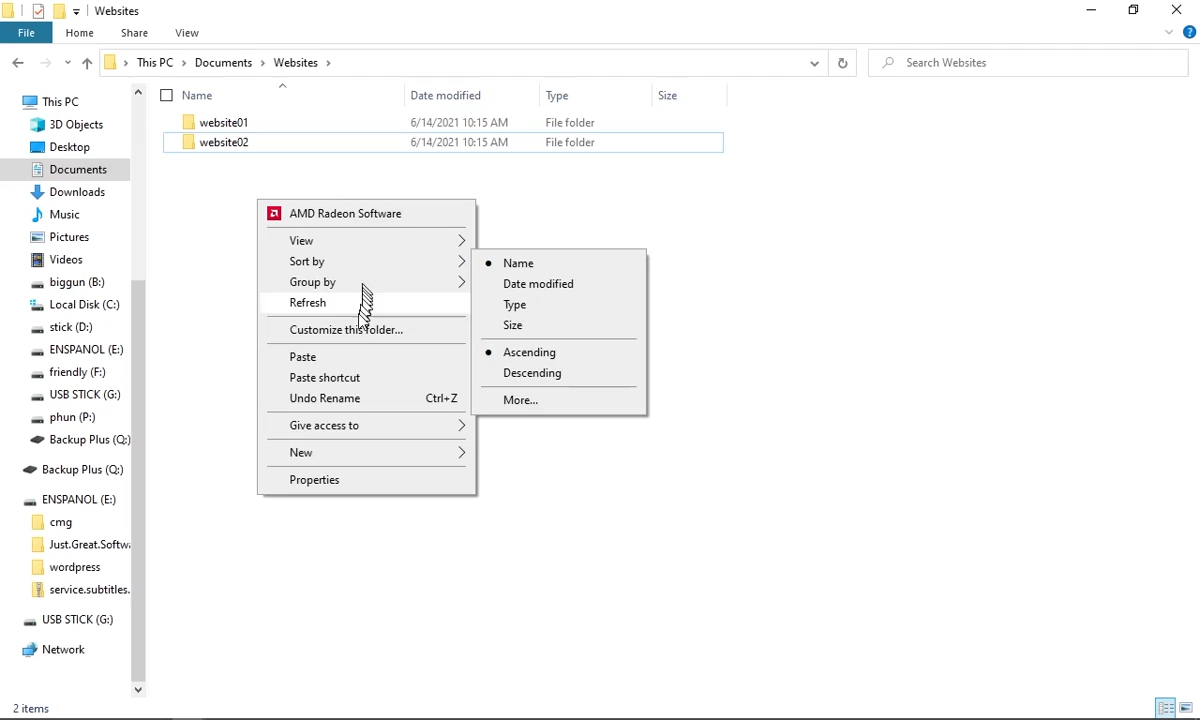 Websites
File Home Share View
This PC Documents Websites Search Websites
Name Date modified Type Size
website01 6/14/2021 10:15 AM File folder
website02 6/14/2021 10:15 AM File folder
This PC
3D Objects
Desktop
Documents
Downloads
Music
Pictures
Videos
biggun (B:)
Local Disk (C:)
stick (D:)
ENSPANOL (E:)
friendly (F:)
USB STICK (G:)
phun (P:)
Backup Plus (Q:)
Backup Plus (Q:)
ENSPANOL (E:)
cmg
Just.Great.Softwa
wordpress
service.subtitles.
USB STICK (G:)
Network
AMD Radeon Software
View
Sort by
Group by
Refresh
Customize this folder...
Paste
Paste shortcut
Undo Rename Ctrl+Z
Give access to
New
Properties
Name
Date modified
Type
Size
Ascending
Descending
More...
2 items